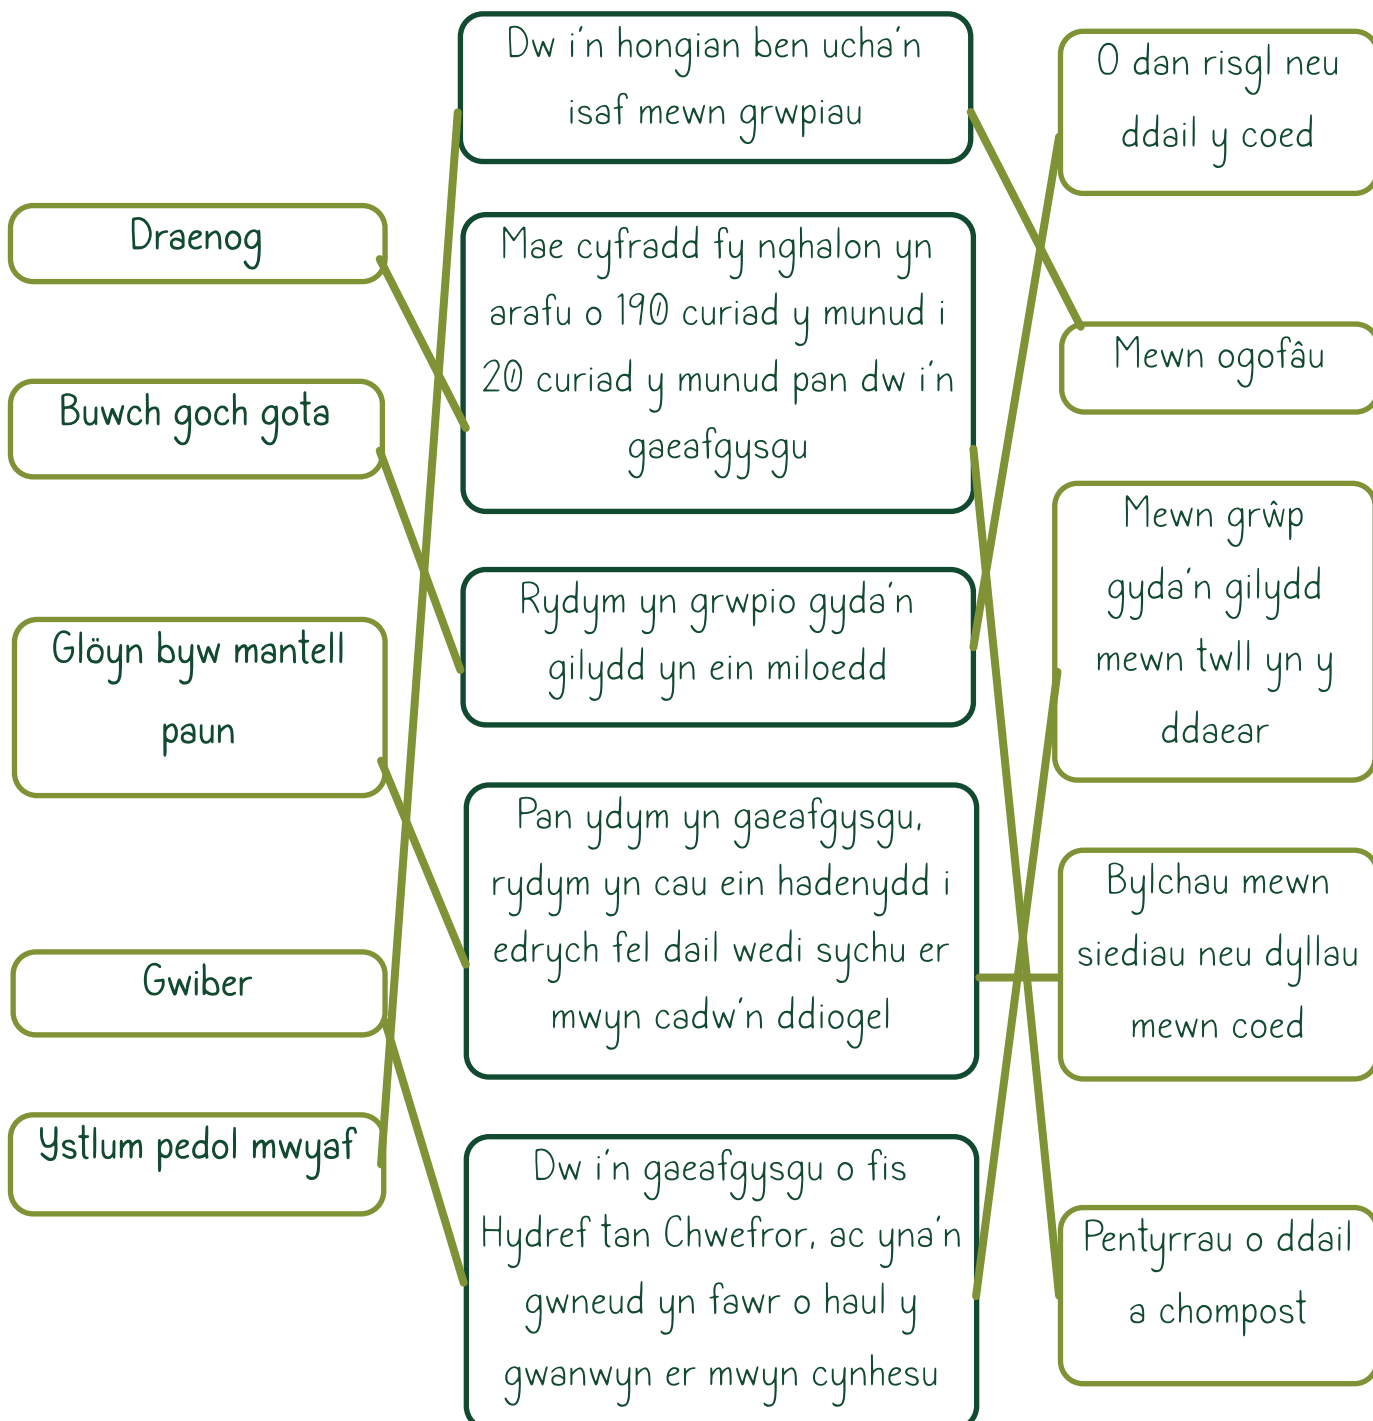 Draenog
Buwch goch gota
Glöyn byw mantell
paun
Gwiber
Ystlum pedol mwyaf
Dw i'n hongian ben ucha'n
isaf mewn grwpiau
Mae cyfradd fy nghalon yn
arafu o 190 curiad y munud i
20 curiad y munud pan dw i'n
gaeafgysgu
Rydym yn grwpio gyda'n
gilydd yn ein miloedd
Pan ydym yn gaeafgysgu,
rydym yn cau ein hadenydd i
edrych fel dail wedi sychu er
mwyn cadw'n ddiogel
Dw i'n gaeafgysgu o fis
Hydref tan Chwefror, ac yna'n
gwneud yn fawr o haul y
gwanwyn er mwyn cynhesu
O dan risgl neu
ddail y coed
Mewn ogofâu
Mewn grŵp
gyda'n gilydd
mewn twll yn y
ddaear
Bylchau mewn
siediau neu dyllau
mewn coed
Pentyrrau o ddail
a chompost